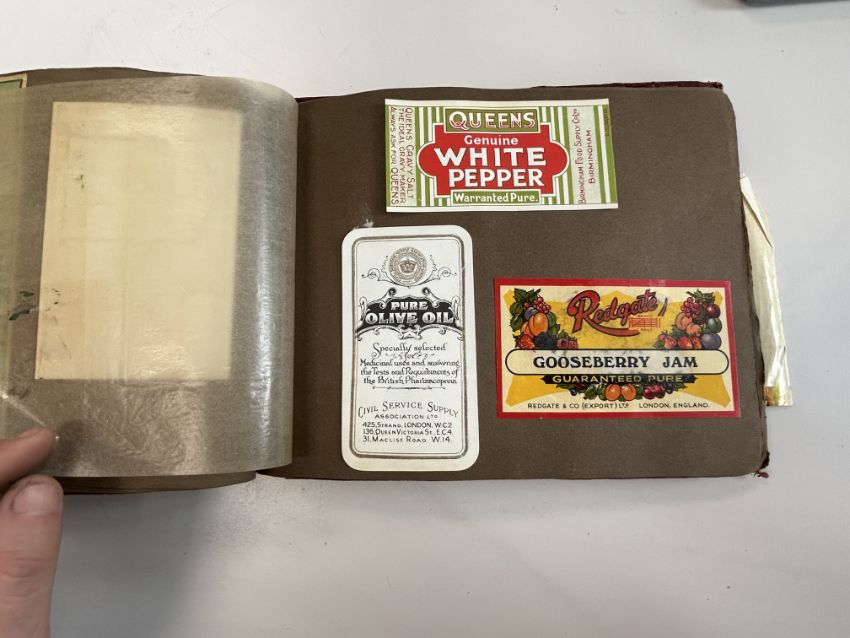 QUEENS GRAVY SALT
THE IDEAL GRAVY MAKER
ALWAYS ASK FOR QUEENS
QUEENS
Genuine
WHITE
PEPPER
Warranted Pure.
BIRMINGHAM FOOD SUPPLY CO LTD
BIRMINGHAM.
PURE
OLIVE OIL
Specially selected
for
Medicinal uses and answering
the Tests and Requirements of
the British Pharmacopoeia
CIVIL SERVICE SUPPLY
ASSOCIATION LTD
425, STRAND, LONDON, W.C.2
136, QUEEN VICTORIA ST., E.C.4.
31, MACLISE ROAD W.14.
Redgate
GOOSEBERRY JAM
GUARANTEED PURE
REDGATE & CO (EXPORT) LTD. LONDON, ENGLAND.